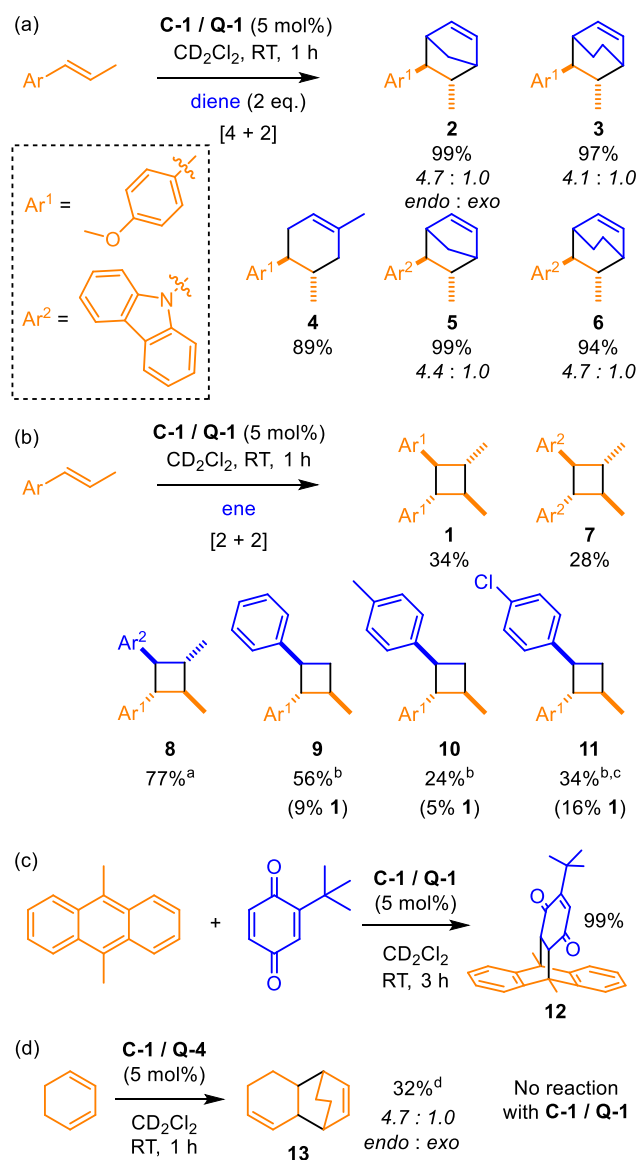 (a)
C-1 / Q-1 (5 mol%)
CD2Cl2, RT, 1 h
diene (2 eq.)
[4 + 2]
Ar
Ar1
2
99%
4.7 : 1.0
endo : exo
Ar1
3
97%
4.1 : 1.0
Ar1 =
O
Ar2 =
N
Ar1
4
89%
Ar2
5
99%
4.4 : 1.0
Ar2
6
94%
4.7 : 1.0
(b)
C-1 / Q-1 (5 mol%)
CD2Cl2, RT, 1 h
ene
[2 + 2]
Ar
Ar1
Ar1
1
34%
Ar2
Ar2
7
28%
Ar2
Ar1
8
77%a
Ar1
9
56%b
(9% 1)
Ar1
10
24%b
(5% 1)
Cl
Ar1
11
34%b,c
(16% 1)
(c)
+
O
O
C-1 / Q-1
(5 mol%)
CD2Cl2
RT, 3 h
O
O
99%
12
(d)
C-1 / Q-4
(5 mol%)
CD2Cl2
RT, 1 h
13
32%d
4.7 : 1.0
endo : exo
No reaction
with C-1 / Q-1